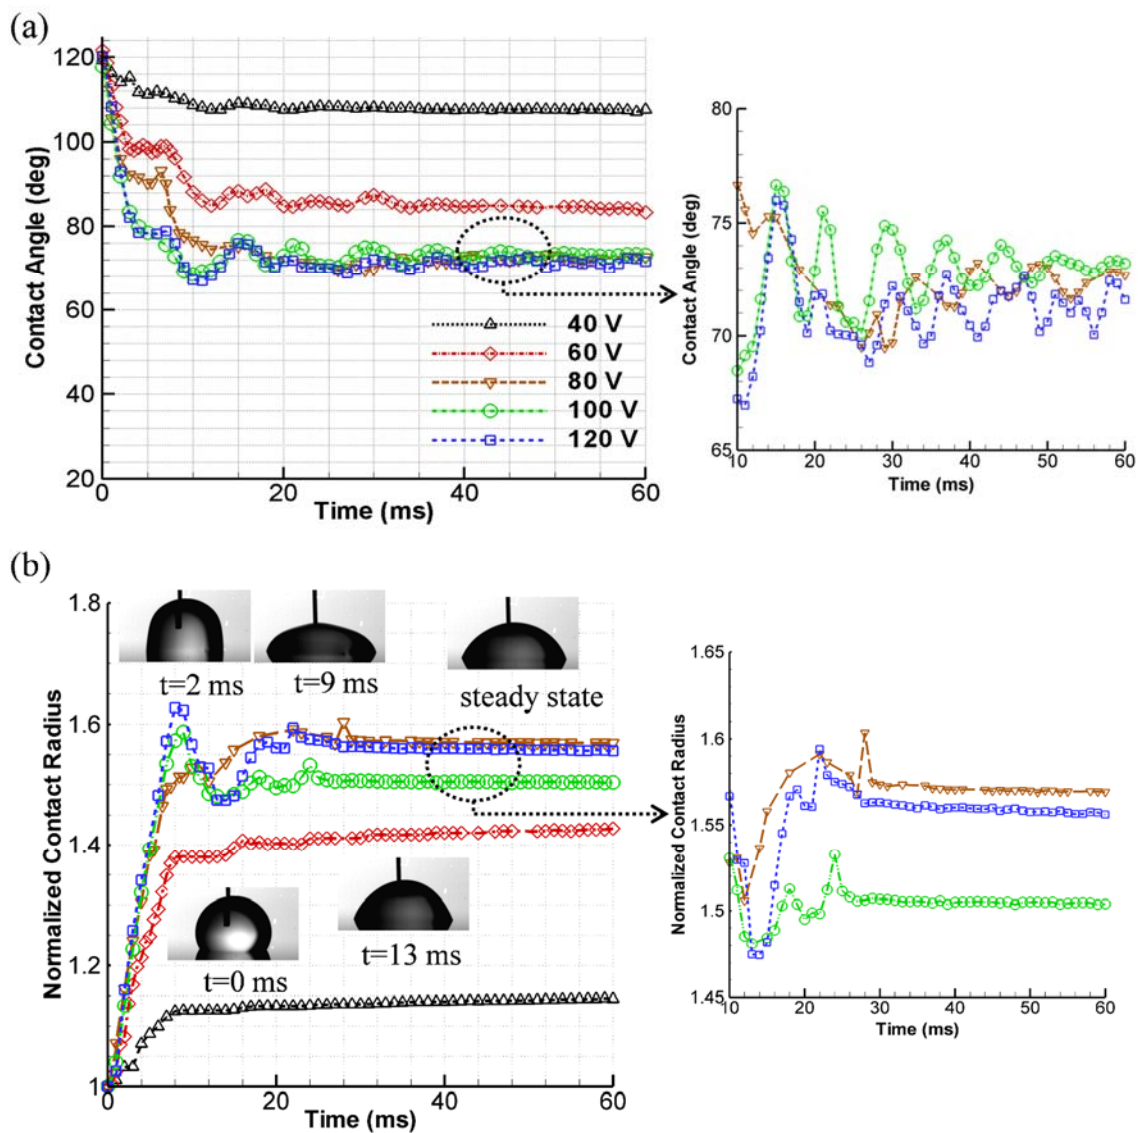 (a)
120
100
80
60
40
20
Contact Angle (deg)
0
20
40
60
Time (ms)
40 V
60 V
80 V
100 V
120 V
80
75
70
65
Contact Angle (deg)
10
20
30
40
50
60
Time (ms)
(b)
1.8
1.6
1.4
1.2
1
Normalized Contact Radius
t=2 ms
t=9 ms
steady state
t=0 ms
t=13 ms
0
20
40
60
Time (ms)
1.65
1.6
1.55
1.5
1.45
Normalized Contact Radius
10
20
30
40
50
60
Time (ms)